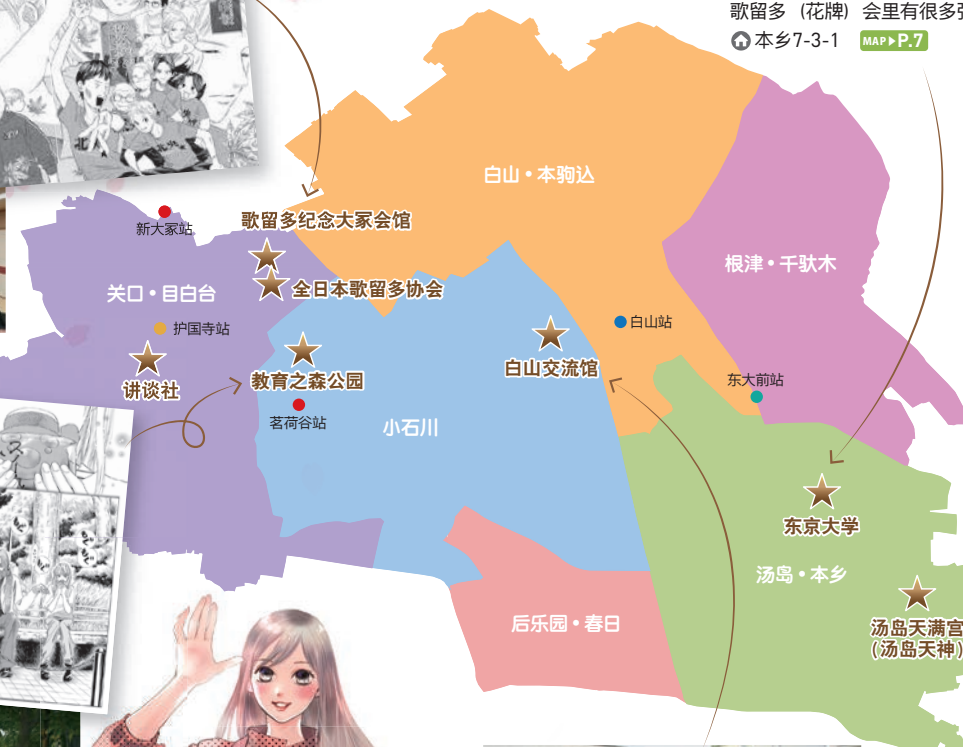 歌留多 (花牌) 会里有很多
本乡7-3-1 MAP▶P.7
白山・本驹込
新大冢站
歌留多纪念大冢会馆
根津・千驮木
关口・目白台
全日本歌留多协会
护国寺站
白山站
讲谈社
教育之森公园
白山交流馆
东大前站
茗荷谷站
小石川
东京大学
汤岛・本乡
后乐园・春日
汤岛天满宫
(汤岛天神)